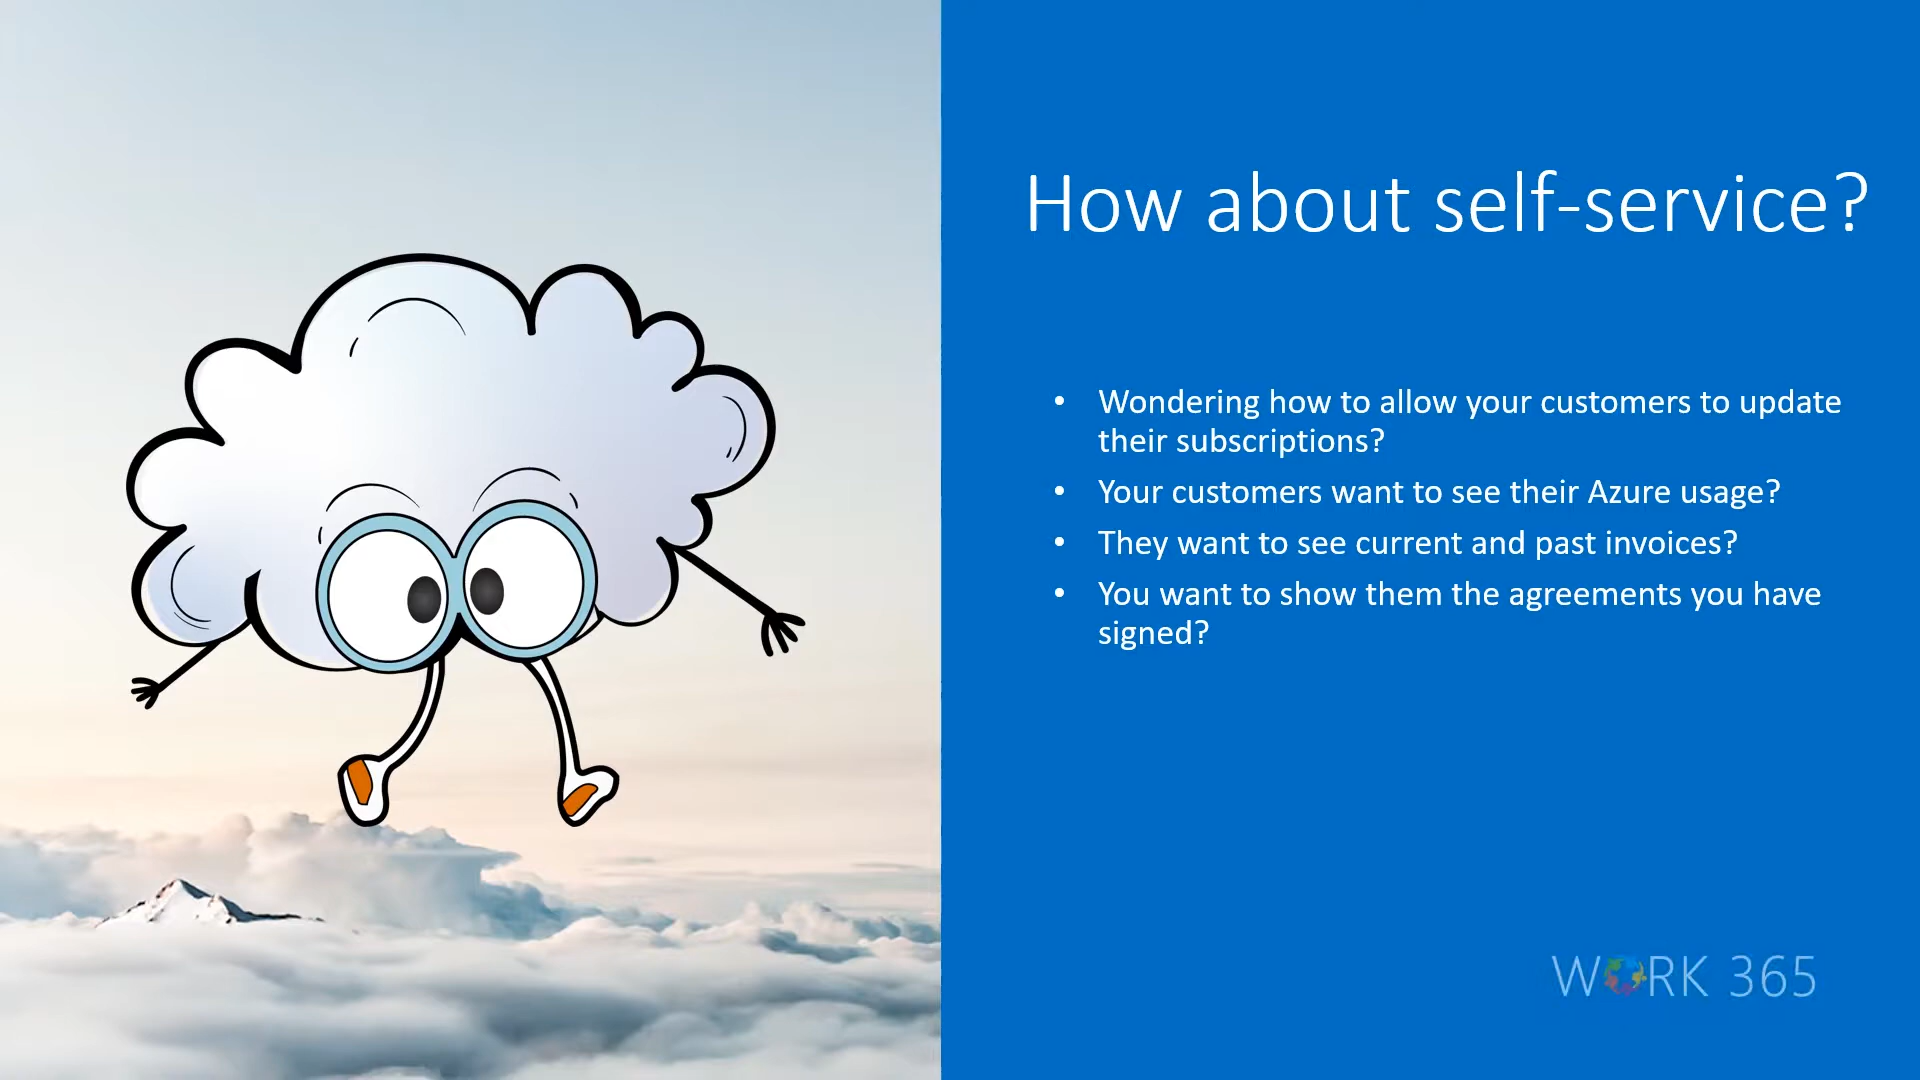 How about self-service?
• Wondering how to allow your customers to update
their subscriptions?
• Your customers want to see their Azure usage?
• They want to see current and past invoices?
• You want to show them the agreements you have
signed?
WORK 365